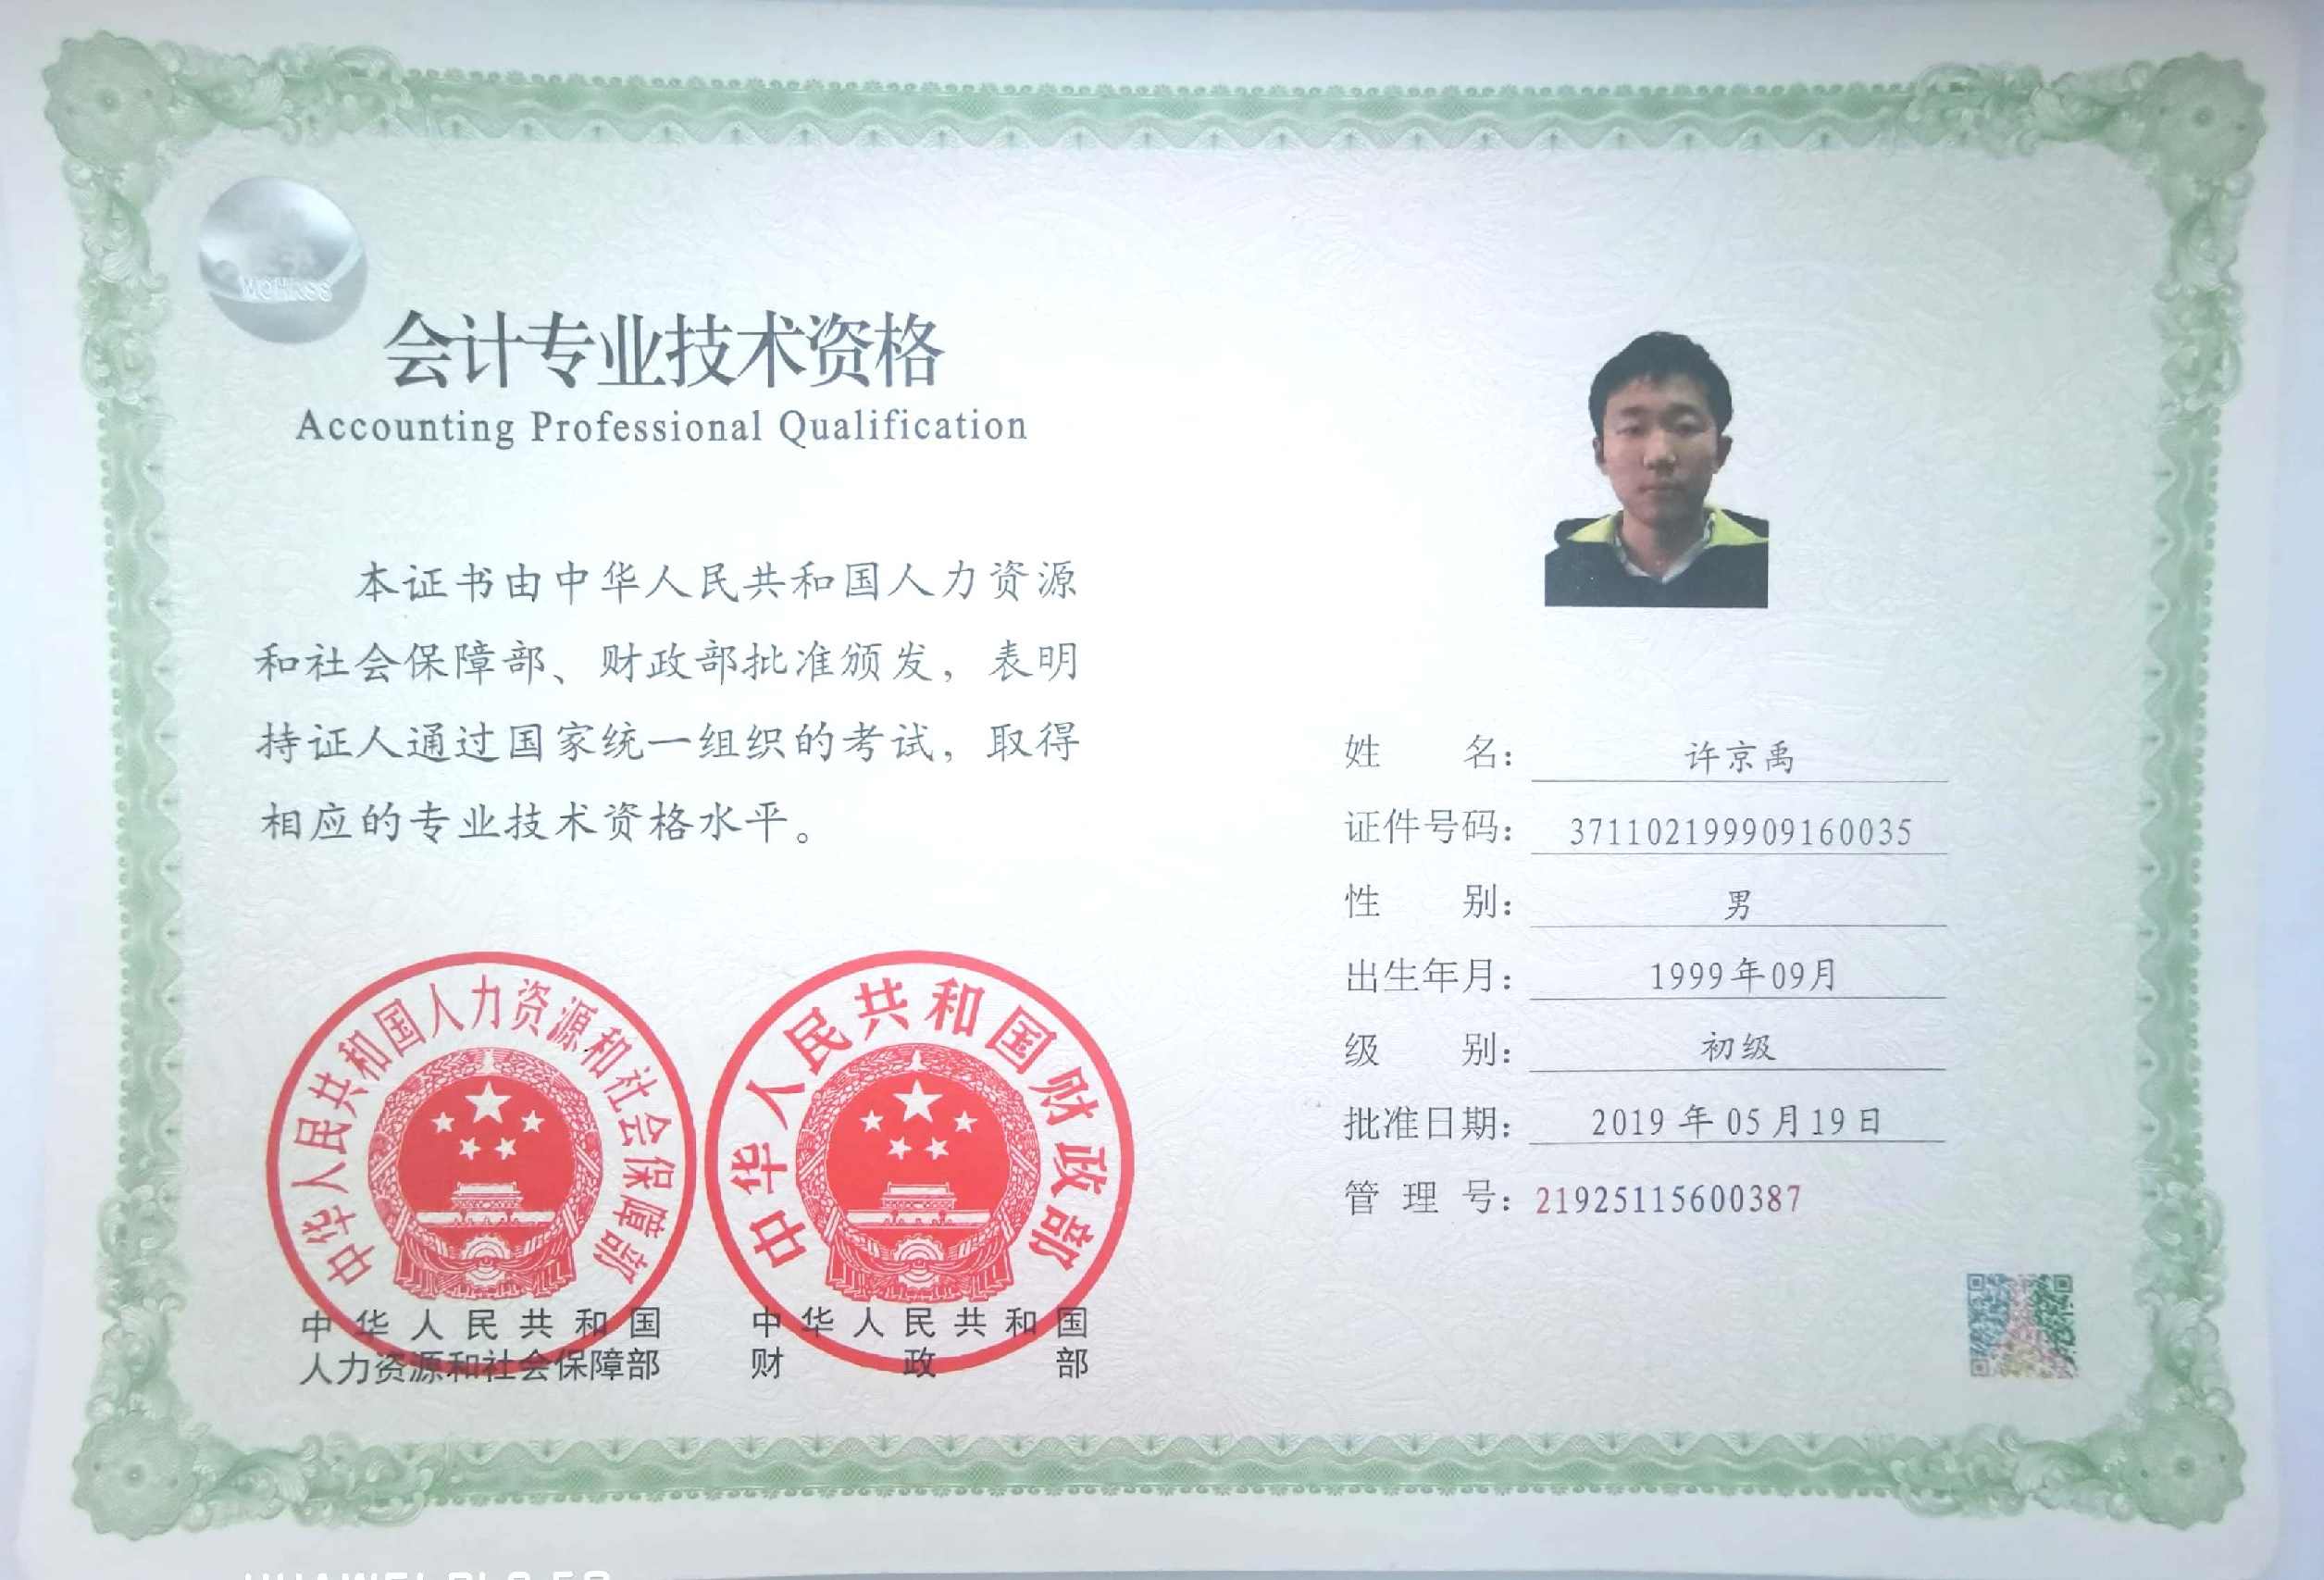 MOHRSS
会计专业技术资格
Accounting Professional Qualification
本证书由中华人民共和国人力资源
和社会保障部、财政部批准颁发，表明
持证人通过国家统一组织的考试，取得
相应的专业技术资格水平。
中华人民共和国人力资源和社会保障部
中华人民共和国财政部
中华人民共和国
人力资源和社会保障部
中华人民共和国
财政部
姓名：许京禹
证件号码：371102199909160035
性别：男
出生年月：1999年09月
级别：初级
批准日期：2019年05月19日
管理号：21925115600387